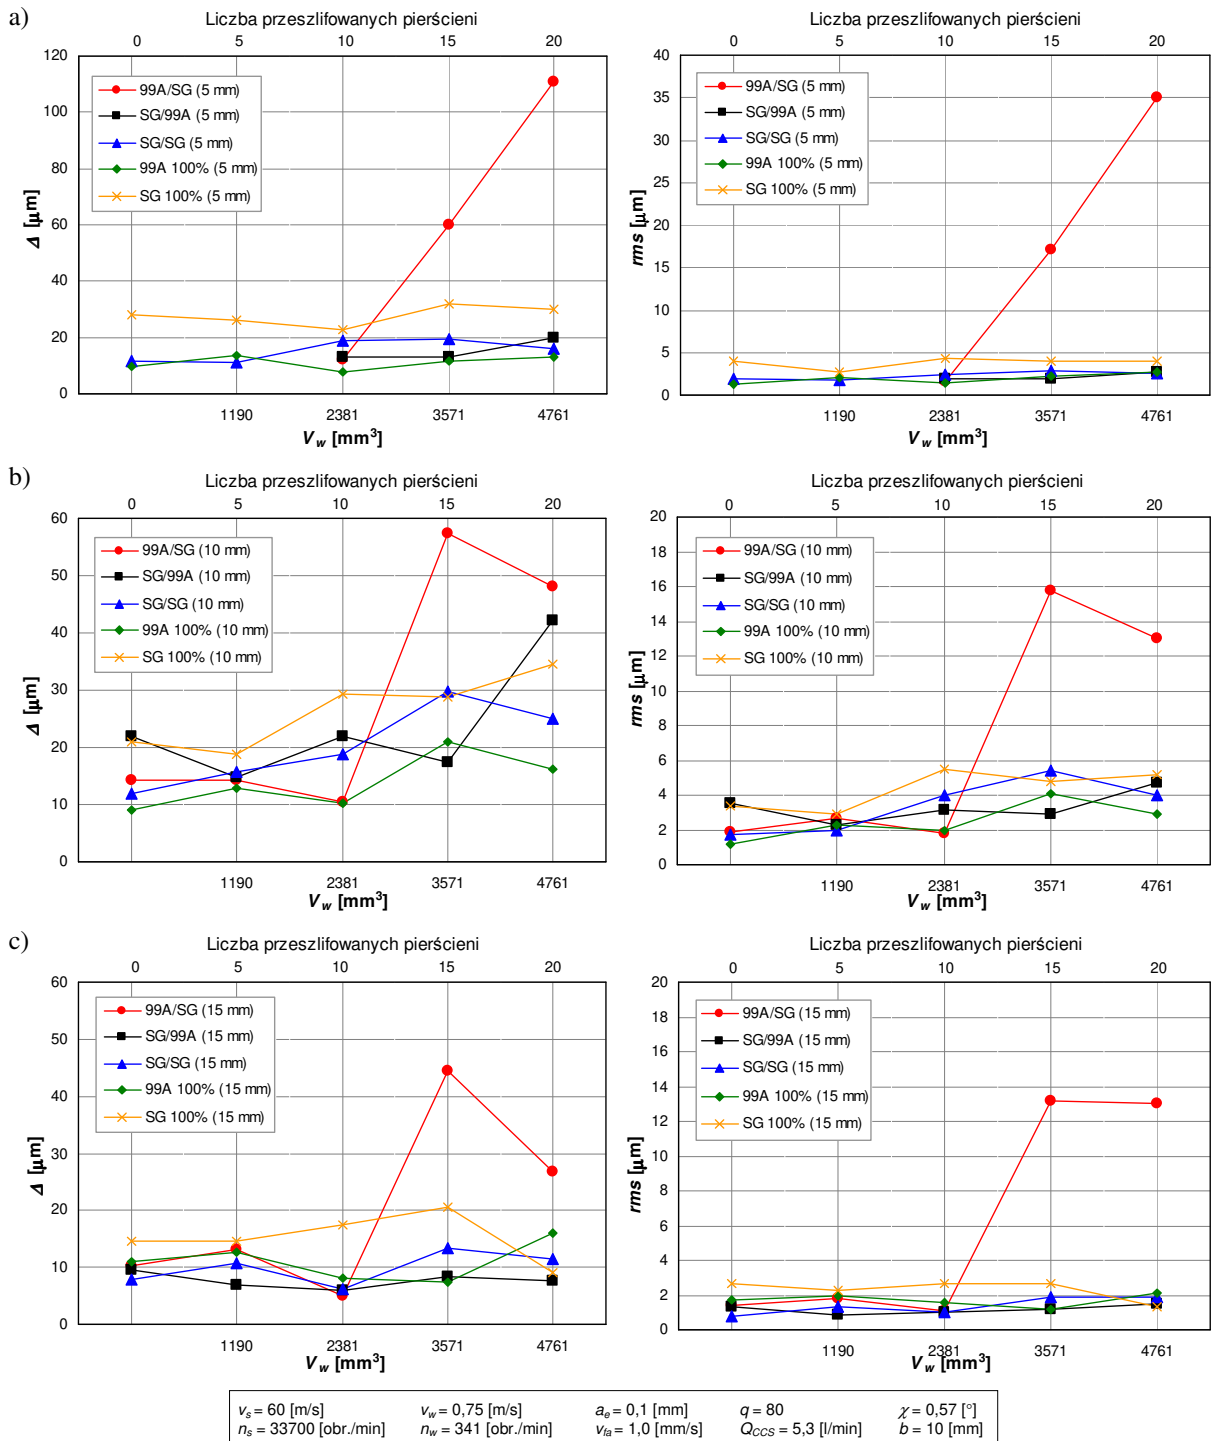 a)
Liczba przeszlifowanych pierścieni
0 5 10 15 20
120
100
80
60
40
20
0
Δ [µm]
99A/SG (5 mm)
SG/99A (5 mm)
SG/SG (5 mm)
99A 100% (5 mm)
SG 100% (5 mm)
1190 2381 3571 4761
V_w [mm³]
Liczba przeszlifowanych pierścieni
0 5 10 15 20
40
35
30
25
20
15
10
5
0
rms [µm]
99A/SG (5 mm)
SG/99A (5 mm)
SG/SG (5 mm)
99A 100% (5 mm)
SG 100% (5 mm)
1190 2381 3571 4761
V_w [mm³]
b)
Liczba przeszlifowanych pierścieni
0 5 10 15 20
60
50
40
30
20
10
0
Δ [µm]
99A/SG (10 mm)
SG/99A (10 mm)
SG/SG (10 mm)
99A 100% (10 mm)
SG 100% (10 mm)
1190 2381 3571 4761
V_w [mm³]
Liczba przeszlifowanych pierścieni
0 5 10 15 20
20
18
16
14
12
10
8
6
4
2
0
rms [µm]
99A/SG (10 mm)
SG/99A (10 mm)
SG/SG (10 mm)
99A 100% (10 mm)
SG 100% (10 mm)
1190 2381 3571 4761
V_w [mm³]
c)
Liczba przeszlifowanych pierścieni
0 5 10 15 20
60
50
40
30
20
10
0
Δ [µm]
99A/SG (15 mm)
SG/99A (15 mm)
SG/SG (15 mm)
99A 100% (15 mm)
SG 100% (15 mm)
1190 2381 3571 4761
V_w [mm³]
Liczba przeszlifowanych pierścieni
0 5 10 15 20
20
18
16
14
12
10
8
6
4
2
0
rms [µm]
99A/SG (15 mm)
SG/99A (15 mm)
SG/SG (15 mm)
99A 100% (15 mm)
SG 100% (15 mm)
1190 2381 3571 4761
V_w [mm³]
v_s = 60 [m/s] v_w = 0,75 [m/s] a_e = 0,1 [mm] q = 80 χ = 0,57 [°]
n_s = 33700 [obr./min] n_w = 341 [obr./min] v_fa = 1,0 [mm/s] Q_CCS = 5,3 [l/min] b = 10 [mm]